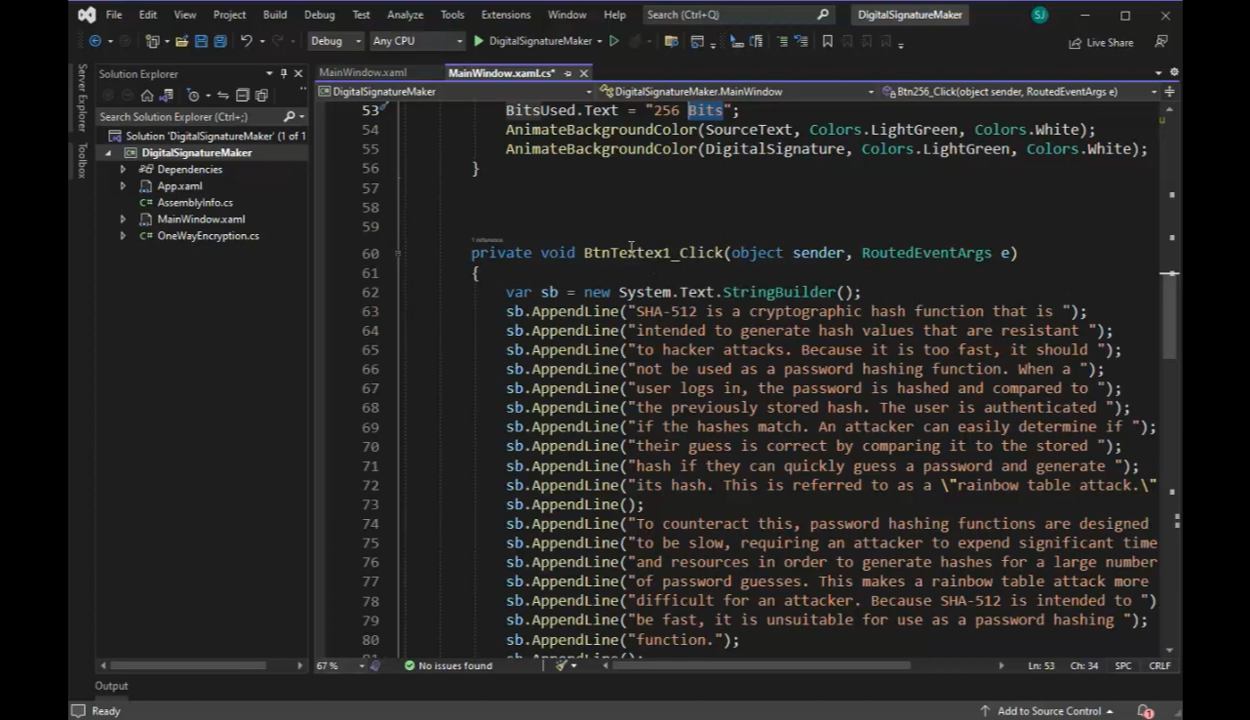 File Edit View Project Build Debug Test Analyze Tools Extensions Window Help Search (Ctrl+Q) DigitalSignatureMaker SJ
Debug Any CPU DigitalSignatureMaker Live Share
Server Explorer
Toolbox
Solution Explorer
Search Solution Explorer (Ctrl+;)
Solution 'DigitalSignatureMaker' (1 of 1
DigitalSignatureMaker
Dependencies
App.xaml
AssemblyInfo.cs
MainWindow.xaml
OneWayEncryption.cs
MainWindow.xaml MainWindow.xaml.cs*
DigitalSignatureMaker DigitalSignatureMaker.MainWindow Btn256_Click(object sender, RoutedEventArgs e)
53 BitsUsed.Text = "256 Bits";
54 AnimateBackgroundColor(SourceText, Colors.LightGreen, Colors.White);
55 AnimateBackgroundColor(DigitalSignature, Colors.LightGreen, Colors.White);
56 }
57
58
59
1 reference
60 private void BtnTextex1_Click(object sender, RoutedEventArgs e)
61 {
62 var sb = new System.Text.StringBuilder();
63 sb.AppendLine("SHA-512 is a cryptographic hash function that is ");
64 sb.AppendLine("intended to generate hash values that are resistant ");
65 sb.AppendLine("to hacker attacks. Because it is too fast, it should ");
66 sb.AppendLine("not be used as a password hashing function. When a ");
67 sb.AppendLine("user logs in, the password is hashed and compared to ");
68 sb.AppendLine("the previously stored hash. The user is authenticated ");
69 sb.AppendLine("if the hashes match. An attacker can easily determine if ");
70 sb.AppendLine("their guess is correct by comparing it to the stored ");
71 sb.AppendLine("hash if they can quickly guess a password and generate ");
72 sb.AppendLine("its hash. This is referred to as a \"rainbow table attack.\"
73 sb.AppendLine();
74 sb.AppendLine("To counteract this, password hashing functions are designed
75 sb.AppendLine("to be slow, requiring an attacker to expend significant time
76 sb.AppendLine("and resources in order to generate hashes for a large number
77 sb.AppendLine("of password guesses. This makes a rainbow table attack more
78 sb.AppendLine("difficult for an attacker. Because SHA-512 is intended to ")
79 sb.AppendLine("be fast, it is unsuitable for use as a password hashing ");
80 sb.AppendLine("function.");
sb.AppendLine();
67 % No issues found Ln: 53 Ch: 34 SPC CRLF
Output
Ready Add to Source Control 1